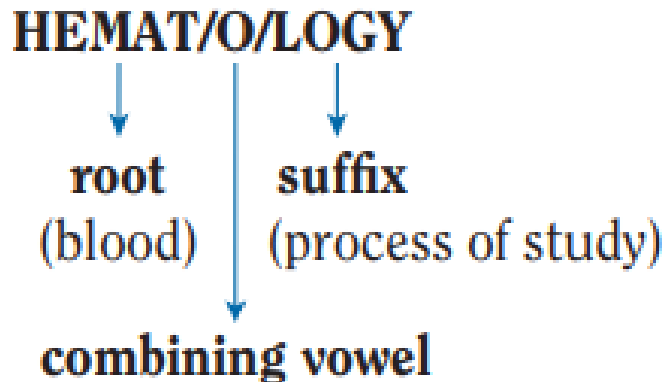 HEMAT/O/LOGY
root suffix
(blood) (process of study)
combining vowel